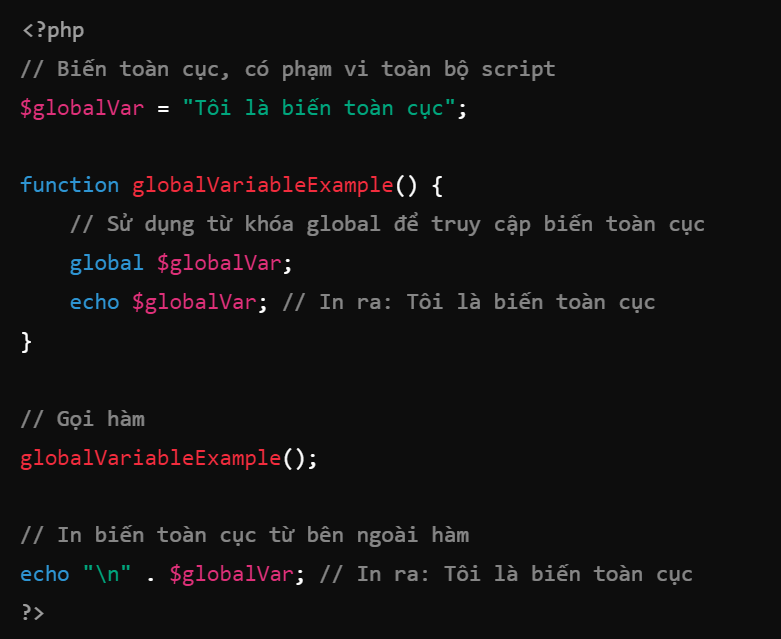 <?php
// Biến toàn cục, có phạm vi toàn bộ script
$globalVar = "Tôi là biến toàn cục";
function globalVariableExample() {
// Sử dụng từ khóa global để truy cập biến toàn cục
global $globalVar;
echo $globalVar; // In ra: Tôi là biến toàn cục
}
// Gọi hàm
globalVariableExample();
// In biến toàn cục từ bên ngoài hàm
echo "\n" . $globalVar; // In ra: Tôi là biến toàn cục
?>